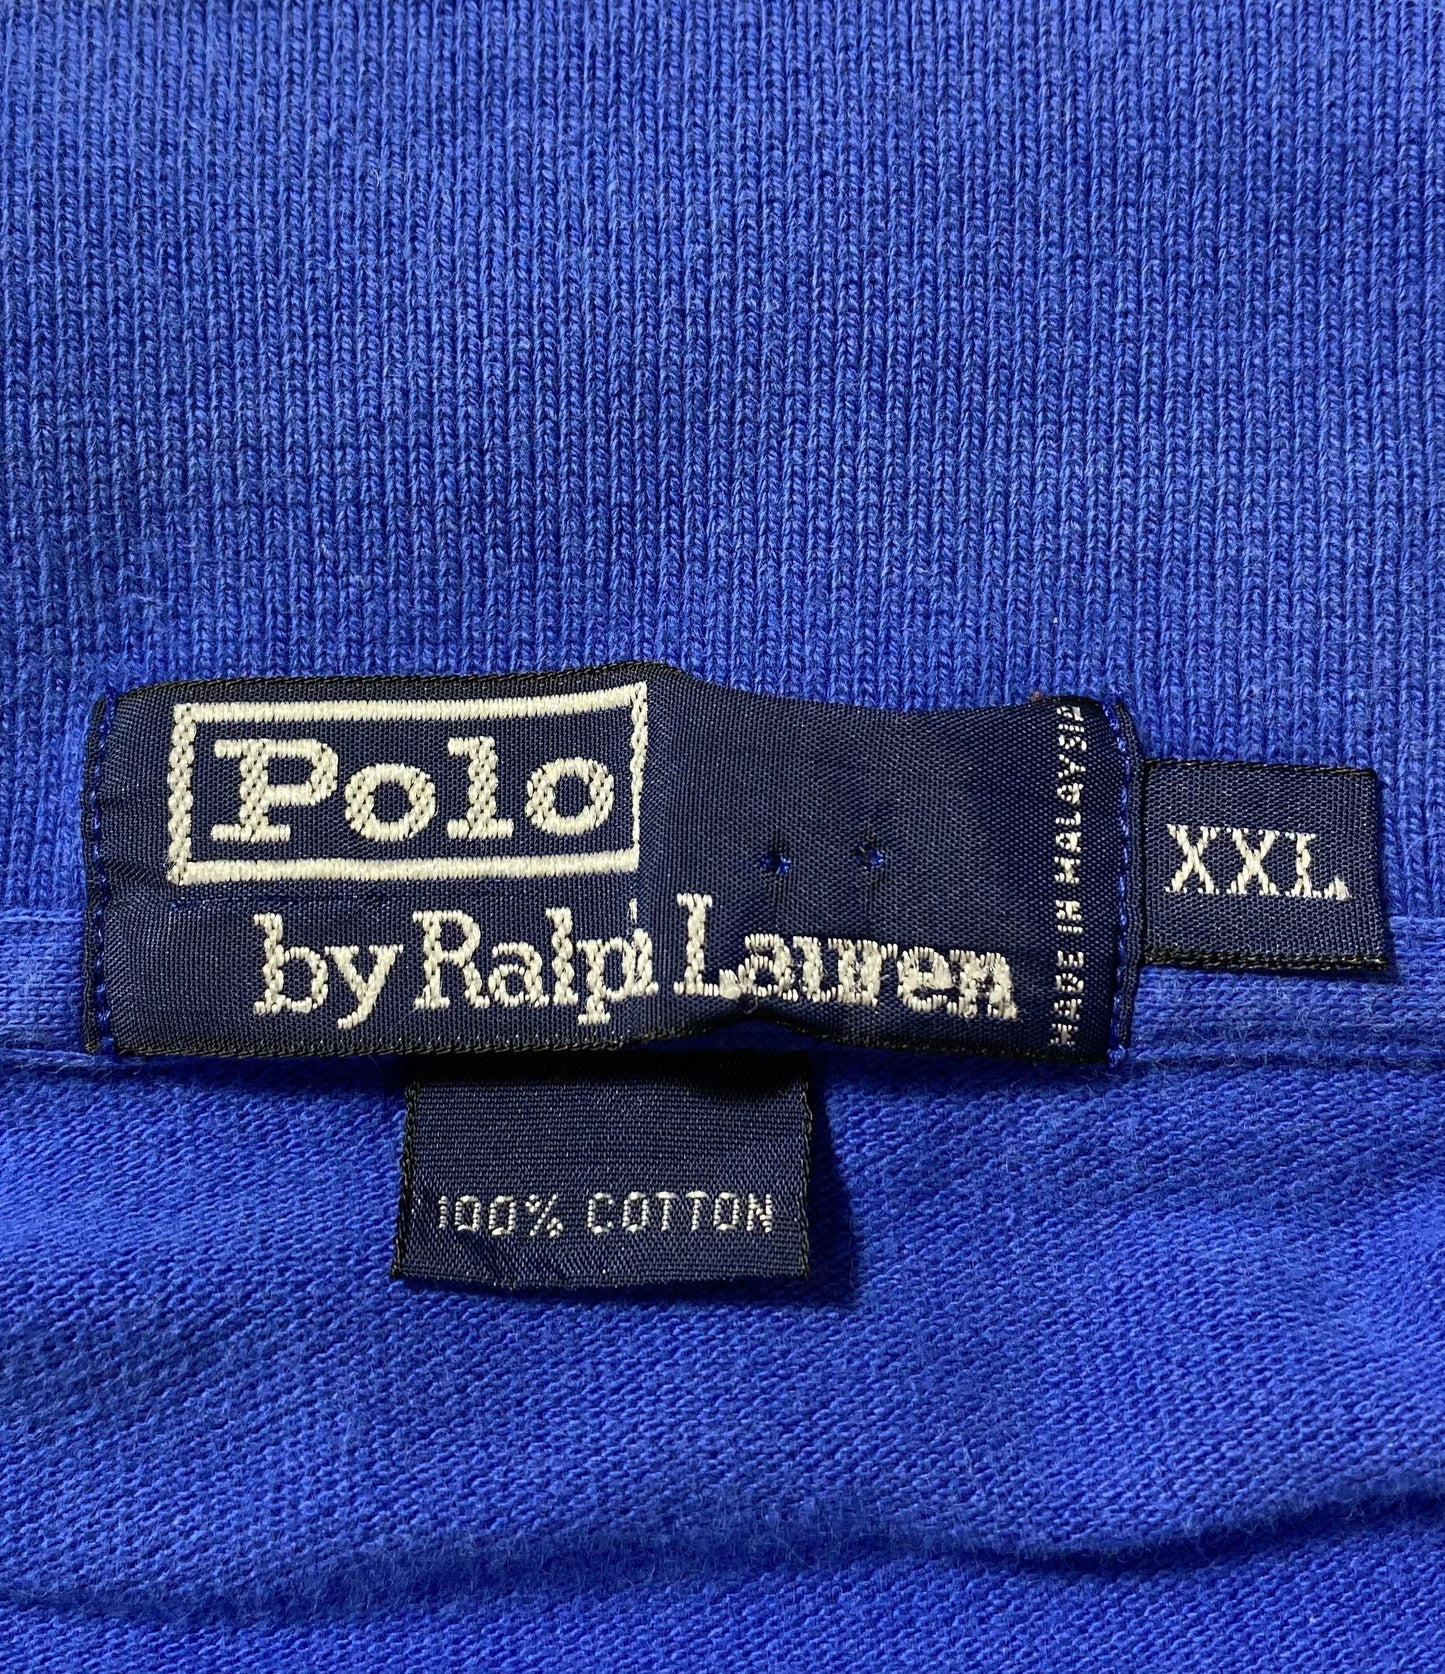 Polo
by Ralph Lauren
MADE IN MALAYSIA
XXL
100% COTTON